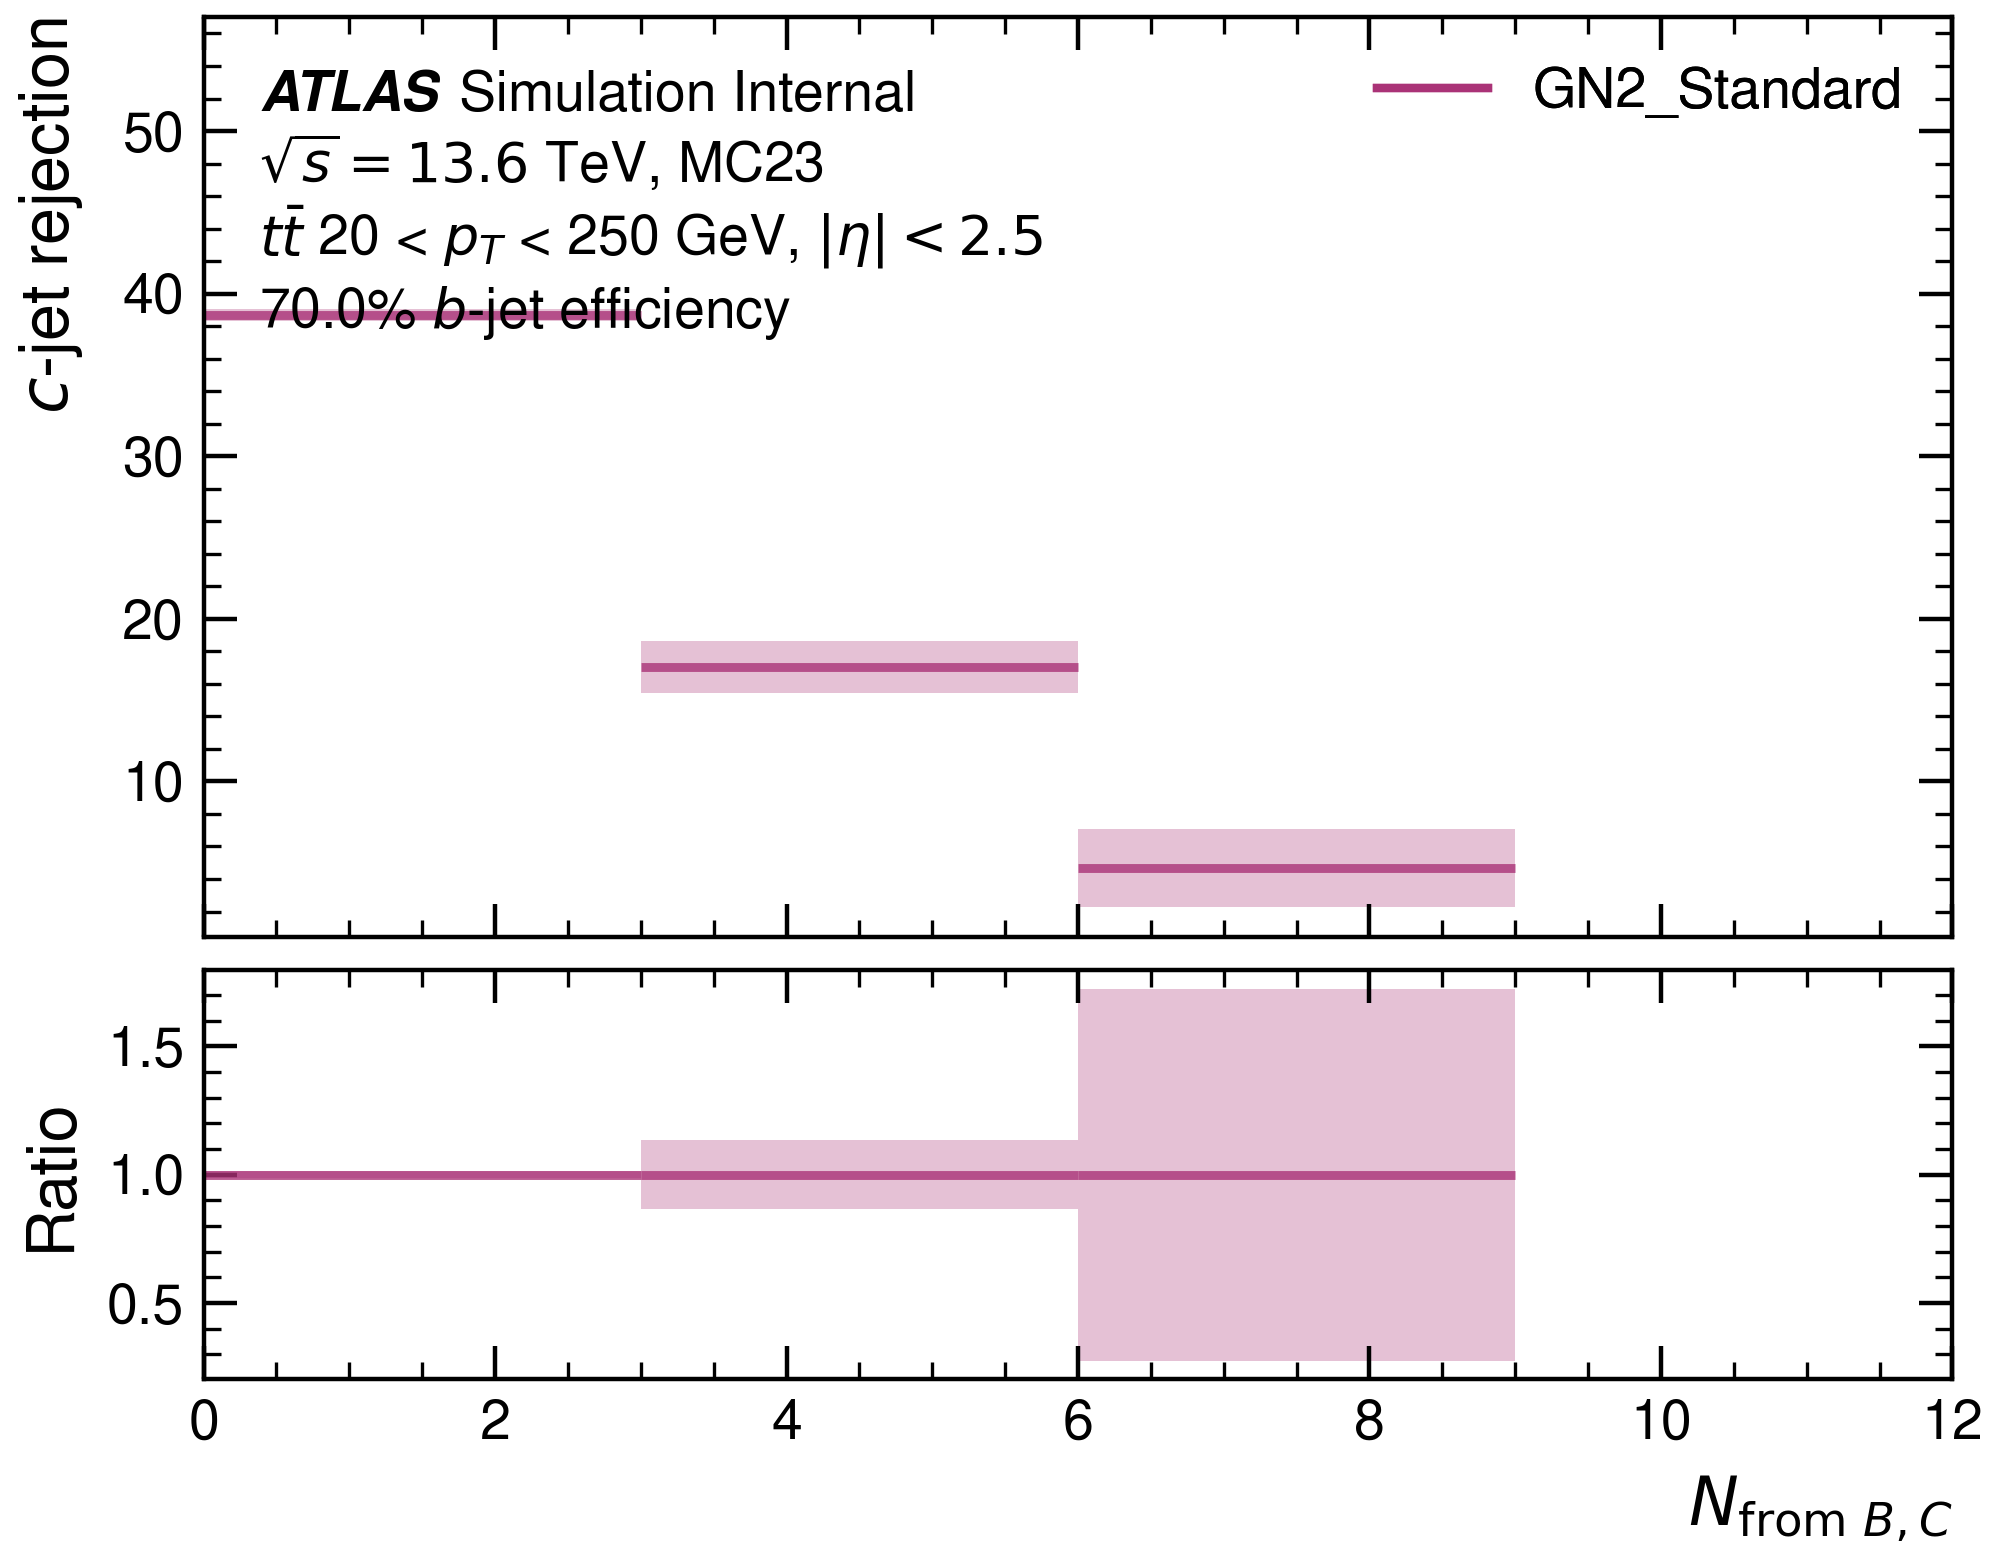 c-jet rejection
ATLAS Simulation Internal
√s = 13.6 TeV, MC23
tt̄ 20 < p_T < 250 GeV, |η| < 2.5
70.0% b-jet efficiency
GN2_Standard
50
40
30
20
10
Ratio
1.5
1.0
0.5
0 2 4 6 8 10 12
N_from B, C